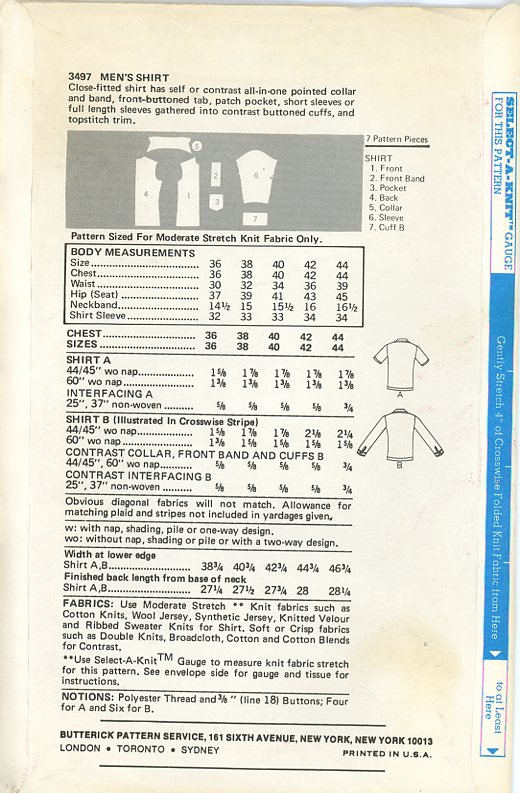 3497 MEN'S SHIRT
Close-fitted shirt has self or contrast all-in-one pointed collar
and band, front-buttoned tab, patch pocket, short sleeves or
full length sleeves gathered into contrast buttoned cuffs, and
topstitch trim.
7 Pattern Pieces
SHIRT
1. Front
2. Front Band
3. Pocket
4. Back
5. Collar
6. Sleeve
7. Cuff B
4
1
2
3
5
6
7
Pattern Sized For Moderate Stretch Knit Fabric Only.
BODY MEASUREMENTS
Size 36 38 40 42 44
Chest 36 38 40 42 44
Waist 30 32 34 36 39
Hip (Seat) 37 39 41 43 45
Neckband 14½ 15 15½ 16 16½
Shirt Sleeve 32 33 33 34 34
CHEST 36 38 40 42 44
SIZES 36 38 40 42 44
SHIRT A
44/45" wo nap 1⅝ 1⅞ 1⅞ 1⅞ 1⅞
60" wo nap 1⅜ 1⅜ 1⅜ 1⅜ 1⅜
INTERFACING A
25", 37" non-woven ⅝ ⅝ ⅝ ⅝ ¾
SHIRT B (Illustrated In Crosswise Stripe)
44/45" wo nap 1⅝ 1⅞ 1⅞ 2⅛ 2¼
60" wo nap 1⅜ 1⅝ 1⅝ 1⅝ 1⅝
CONTRAST COLLAR, FRONT BAND AND CUFFS B
44/45", 60" wo nap ⅝ ⅝ ⅝ ⅝ ¾
CONTRAST INTERFACING B
25", 37" non-woven ⅝ ⅝ ⅝ ⅝ ¾
A
B
Obvious diagonal fabrics will not match. Allowance for
matching plaid and stripes not included in yardages given.
w: with nap, shading, pile or one-way design.
wo: without nap, shading or pile or with a two-way design.
Width at lower edge
Shirt A,B 38¾ 40¾ 42¾ 44¾ 46¾
Finished back length from base of neck
Shirt A,B 27¼ 27½ 27¾ 28 28¼
FABRICS: Use Moderate Stretch ** Knit fabrics such as
Cotton Knits, Wool Jersey, Synthetic Jersey, Knitted Velour
and Ribbed Sweater Knits for Shirt. Soft or Crisp fabrics
such as Double Knits, Broadcloth, Cotton and Cotton Blends
for Contrast.
**Use Select-A-Knit™ Gauge to measure knit fabric stretch
for this pattern. See envelope side for gauge and tissue for
instructions.
NOTIONS: Polyester Thread and ⅜" (line 18) Buttons; Four
for A and Six for B.
BUTTERICK PATTERN SERVICE, 161 SIXTH AVENUE, NEW YORK, NEW YORK 10013
LONDON • TORONTO • SYDNEY PRINTED IN U.S.A.
SELECT-A-KNIT™ GAUGE
FOR THIS PATTERN
Gently Stretch 4" of Crosswise Folded Knit Fabric from Here
to at Least
Here